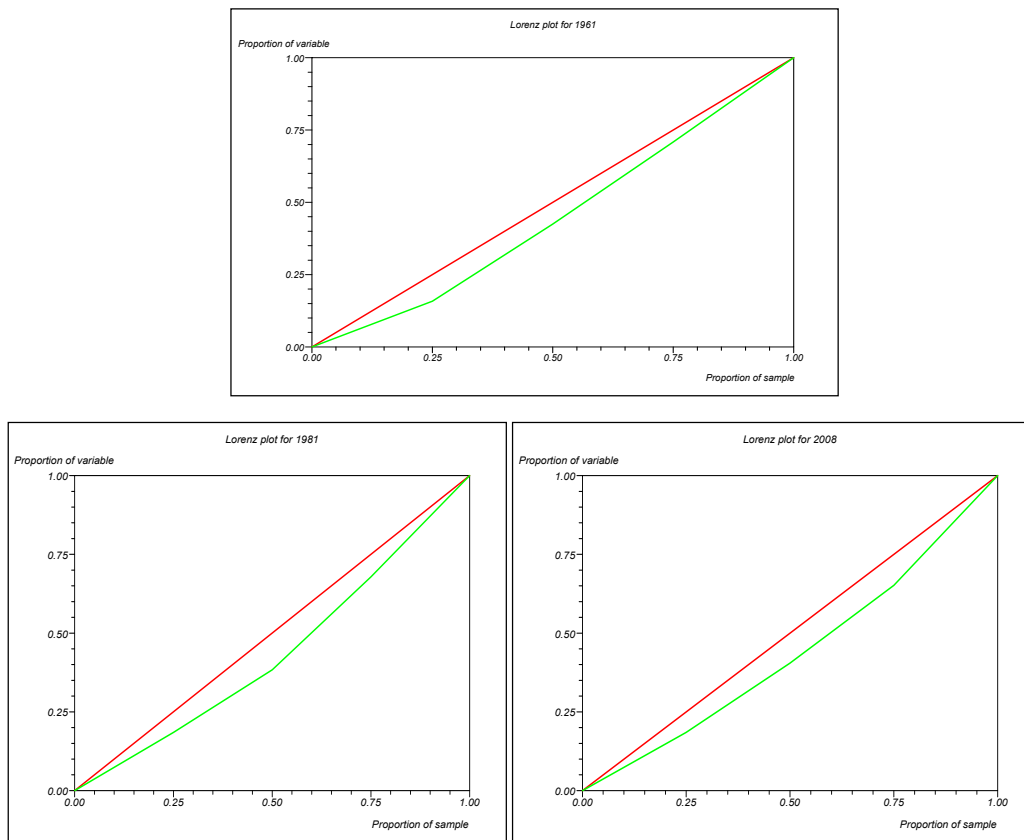 Lorenz plot for 1961
Proportion of variable
1.00
0.75
0.50
0.25
0.00
0.00 0.25 0.50 0.75 1.00
Proportion of sample
Lorenz plot for 1981
Proportion of variable
1.00
0.75
0.50
0.25
0.00
0.00 0.25 0.50 0.75 1.00
Proportion of sample
Lorenz plot for 2008
Proportion of variable
1.00
0.75
0.50
0.25
0.00
0.00 0.25 0.50 0.75 1.00
Proportion of sample